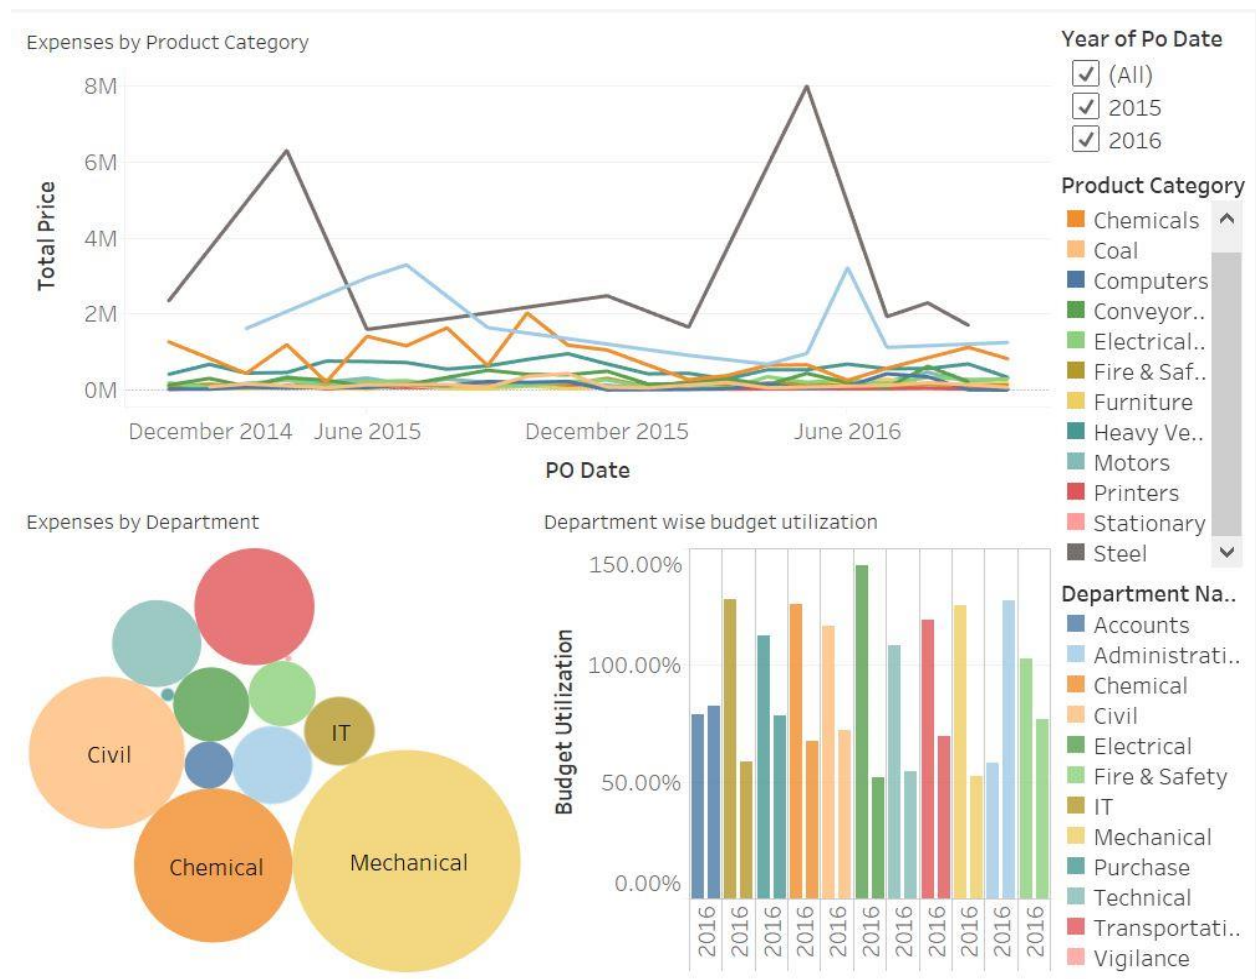 Expenses by Product Category
Total Price
8M
6M
4M
2M
0M
December 2014 June 2015 December 2015 June 2016
PO Date
Year of Po Date
(All)
2015
2016
Product Category
Chemicals
Coal
Computers
Conveyor..
Electrical..
Fire & Saf..
Furniture
Heavy Ve..
Motors
Printers
Stationary
Steel
Expenses by Department
Civil
IT
Chemical
Mechanical
Department wise budget utilization
Budget Utilization
150.00%
100.00%
50.00%
0.00%
2016 2016 2016 2016 2016 2016 2016 2016 2016 2016 2016
Department Na..
Accounts
Administrati..
Chemical
Civil
Electrical
Fire & Safety
IT
Mechanical
Purchase
Technical
Transportati..
Vigilance